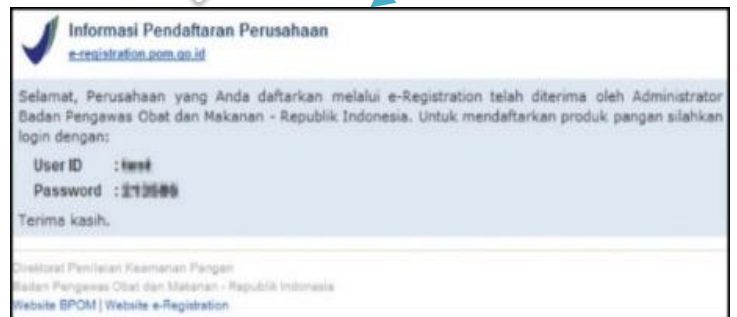 Informasi Pendaftaran Perusahaan
e-registration.pom.go.id
Selamat, Perusahaan yang Anda daftarkan melalui e-Registration telah diterima oleh Administrator
Badan Pengawas Obat dan Makanan - Republik Indonesia. Untuk mendaftarkan produk pangan silahkan
login dengan:
User ID :
Password :
Terima kasih.
Direktorat Penilaian Keamanan Pangan
Badan Pengawas Obat dan Makanan - Republik Indonesia
Website BPOM | Website e-Registration